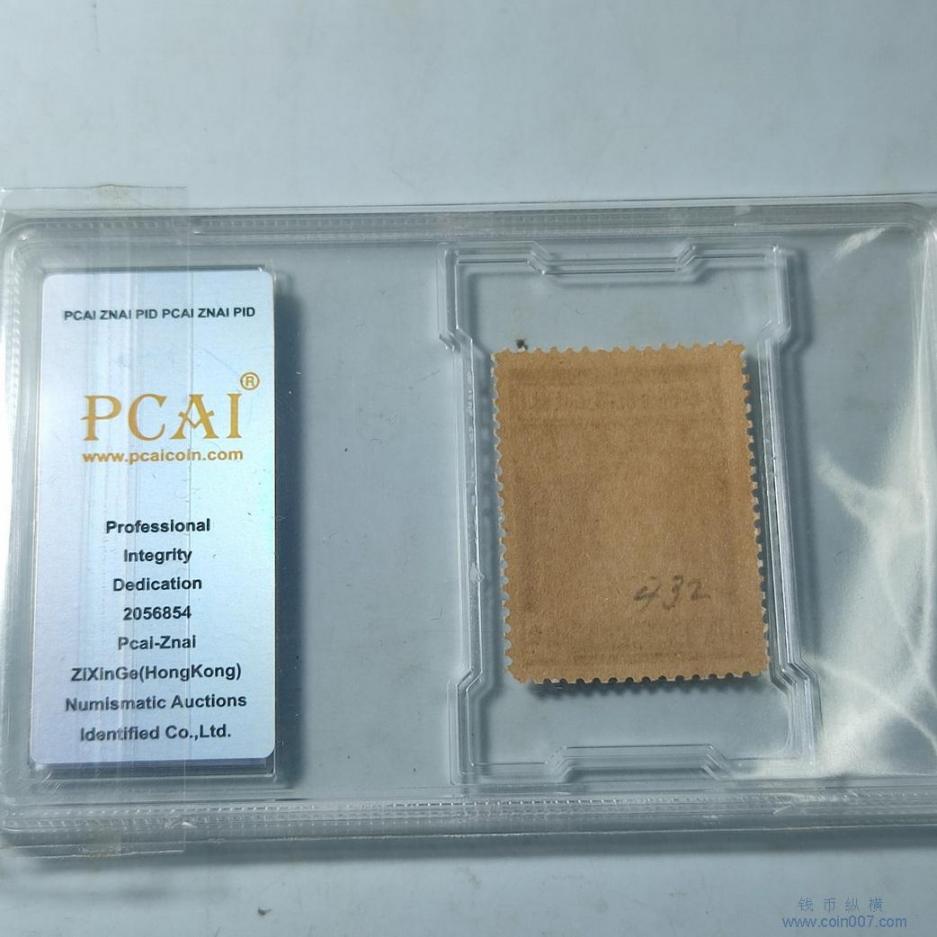 PCAI ZNAI PID PCAI ZNAI PID
PCAI®
www.pcaicoin.com
Professional
Integrity
Dedication
2056854
Pcai-Znai
ZiXinGe(HongKong)
Numismatic Auctions
Identified Co.,Ltd.
432
钱币纵横
www.coin007.com